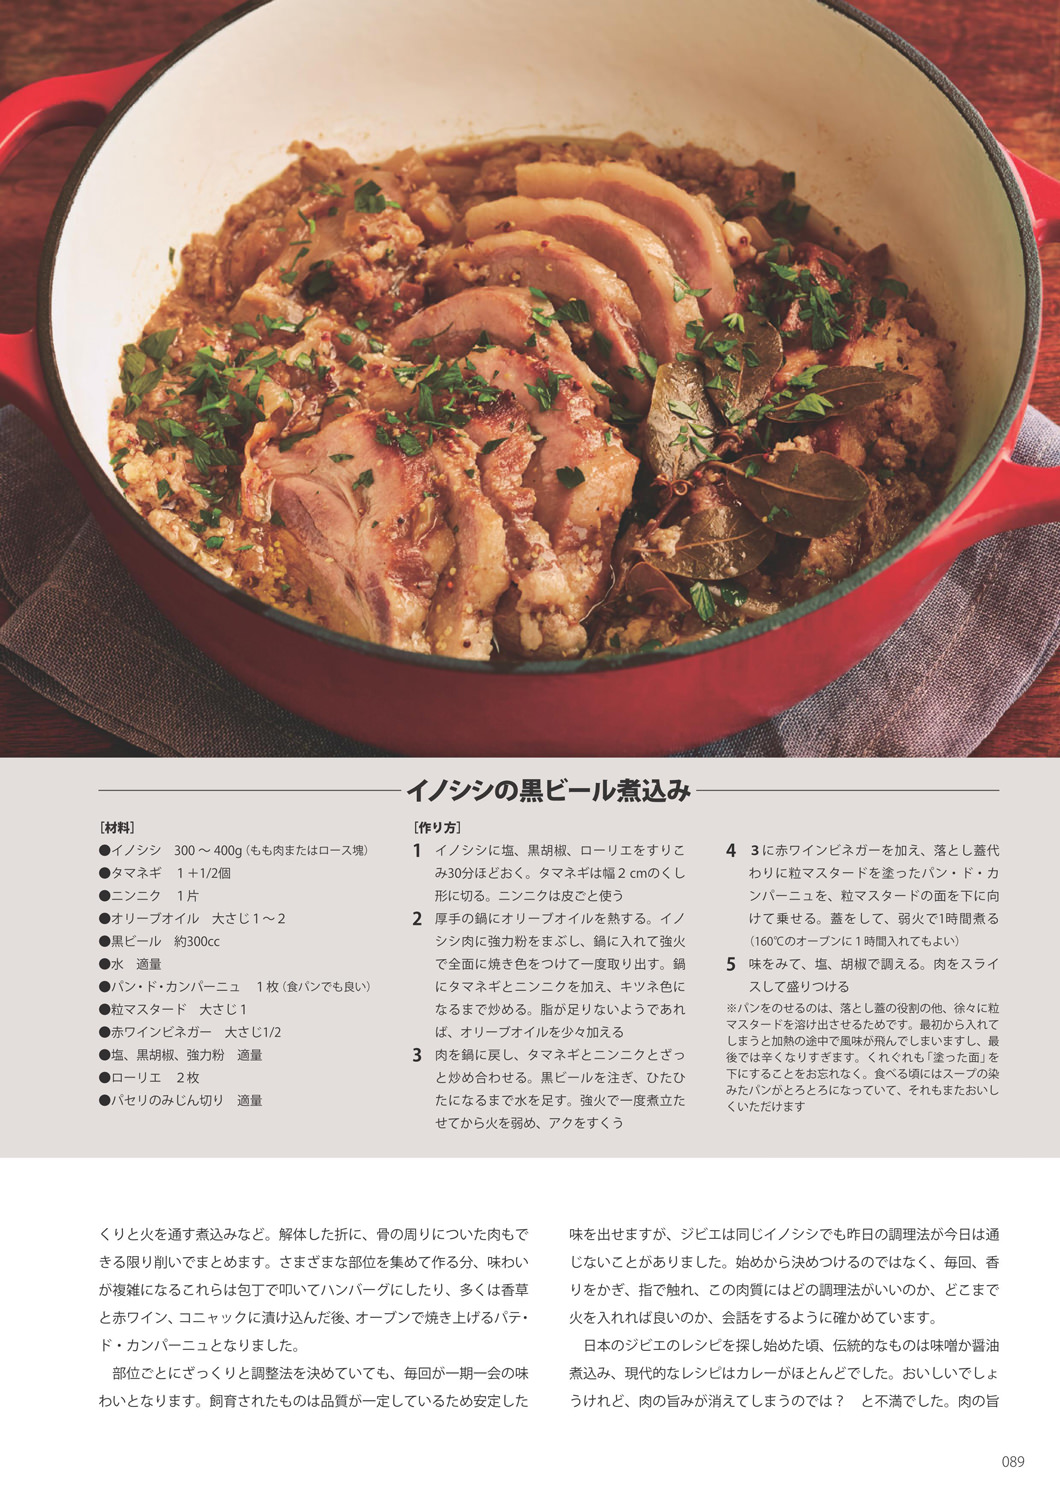 イノシシの黒ビール煮込み
［材料］
●イノシシ　300 〜 400g（もも肉またはロース塊）
●タマネギ　１＋1/2個
●ニンニク　１片
●オリーブオイル　大さじ１〜２
●黒ビール　約300cc
●水　適量
●パン・ド・カンパーニュ　１枚（食パンでも良い）
●粒マスタード　大さじ１
●赤ワインビネガー　大さじ1/2
●塩、黒胡椒、強力粉　適量
●ローリエ　２枚
●パセリのみじん切り　適量
［作り方］
1　イノシシに塩、黒胡椒、ローリエをすりこ
み30分ほどおく。タマネギは幅２cmのくし
形に切る。ニンニクは皮ごと使う
2　厚手の鍋にオリーブオイルを熱する。イノ
シシ肉に強力粉をまぶし、鍋に入れて強火
で全面に焼き色をつけて一度取り出す。鍋
にタマネギとニンニクを加え、キツネ色に
なるまで炒める。脂が足りないようであれ
ば、オリーブオイルを少々加える
3　肉を鍋に戻し、タマネギとニンニクとざっ
と炒め合わせる。黒ビールを注ぎ、ひたひ
たになるまで水を足す。強火で一度煮立た
せてから火を弱め、アクをすくう
4　３に赤ワインビネガーを加え、落とし蓋代
わりに粒マスタードを塗ったパン・ド・カ
ンパーニュを、粒マスタードの面を下に向
けて乗せる。蓋をして、弱火で1時間煮る
（160℃のオーブンに１時間入れてもよい）
5　味をみて、塩、胡椒で調える。肉をスライ
スして盛りつける
※パンをのせるのは、落とし蓋の役割の他、徐々に粒
マスタードを溶け出させるためです。最初から入れて
しまうと加熱の途中で風味が飛んでしまいますし、最
後では辛くなりすぎます。くれぐれも「塗った面」を
下にすることをお忘れなく。食べる頃にはスープの染
みたパンがとろとろになっていて、それもまたおいし
くいただけます
くりと火を通す煮込みなど。解体した折に、骨の周りについた肉もで
きる限り削いでまとめます。さまざまな部位を集めて作る分、味わい
が複雑になるこれらは包丁で叩いてハンバーグにしたり、多くは香草
と赤ワイン、コニャックに漬け込んだ後、オーブンで焼き上げるパテ・
ド・カンパーニュとなりました。
　部位ごとにざっくりと調整法を決めていても、毎回が一期一会の味
わいとなります。飼育されたものは品質が一定しているため安定した
味を出せますが、ジビエは同じイノシシでも昨日の調理法が今日は通
じないことがありました。始めから決めつけるのではなく、毎回、香
りをかぎ、指で触れ、この肉質にはどの調理法がいいのか、どこまで
火を入れれば良いのか、会話をするように確かめています。
　日本のジビエのレシピを探し始めた頃、伝統的なものは味噌か醤油
煮込み、現代的なレシピはカレーがほとんどでした。おいしいでしょ
うけれど、肉の旨みが消えてしまうのでは？　と不満でした。肉の旨
089